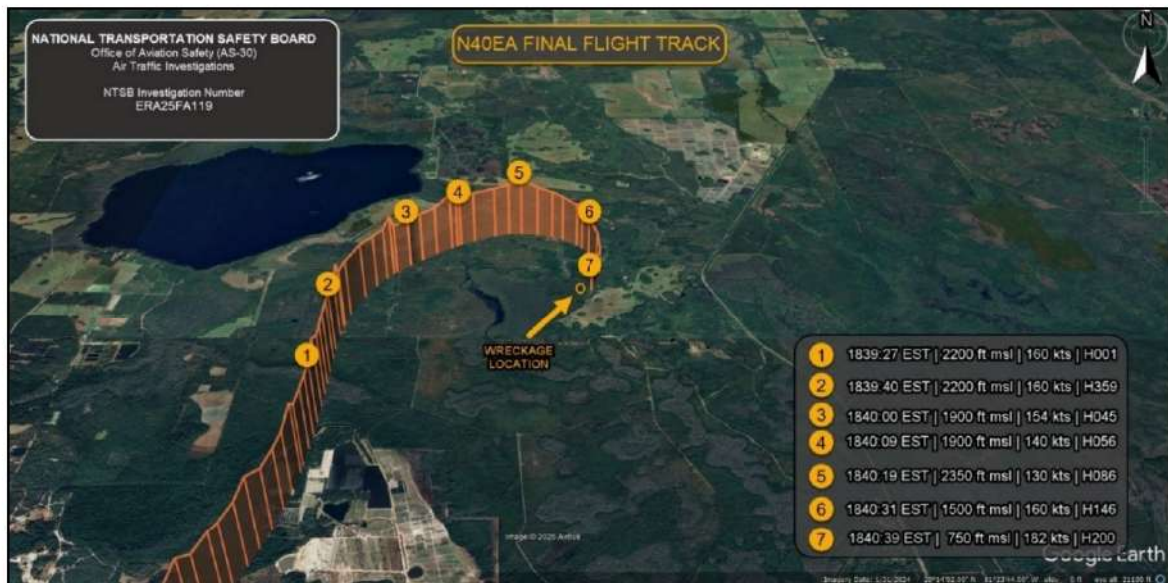 NATIONAL TRANSPORTATION SAFETY BOARD
Office of Aviation Safety (AS-30)
Air Traffic Investigations
NTSB Investigation Number
ERA25FA119
N40EA FINAL FLIGHT TRACK
N
5
4
3
6
7
2
1
WRECKAGE
LOCATION
1 1839:27 EST | 2200 ft msl | 160 kts | H001
2 1839:40 EST | 2200 ft msl | 160 kts | H359
3 1840:00 EST | 1900 ft msl | 154 kts | H045
4 1840:09 EST | 1900 ft msl | 140 kts | H056
5 1840:19 EST | 2350 ft msl | 130 kts | H086
6 1840:31 EST | 1500 ft msl | 160 kts | H146
7 1840:39 EST | 750 ft msl | 182 kts | H200
Google Earth
Imagery Date: